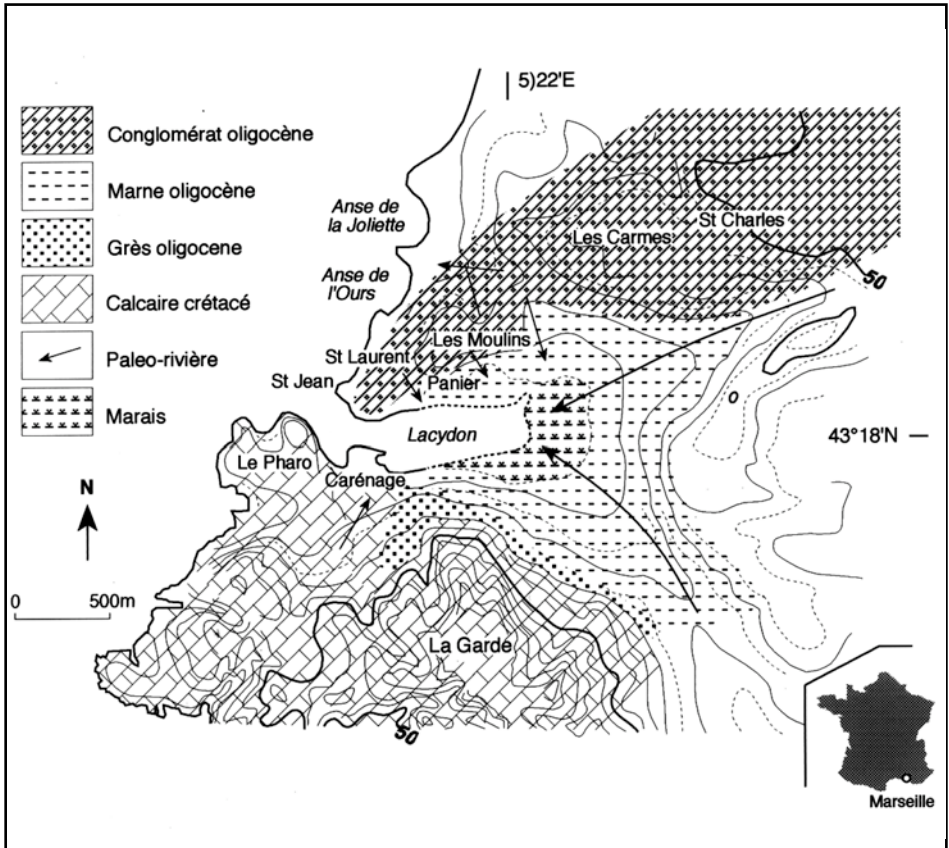 5)22'E
Conglomérat oligocène
Marne oligocène
Grès oligocene
Calcaire crétacé
Paleo-rivière
Marais
Anse de
la Joliette
St Charles
Les Carmes
Anse de
l'Ours
50
Les Moulins
St Laurent
St Jean
Panier
0
Lacydon
43°18'N
Le Pharo
Carénage
N
0 500m
La Garde
50
Marseille